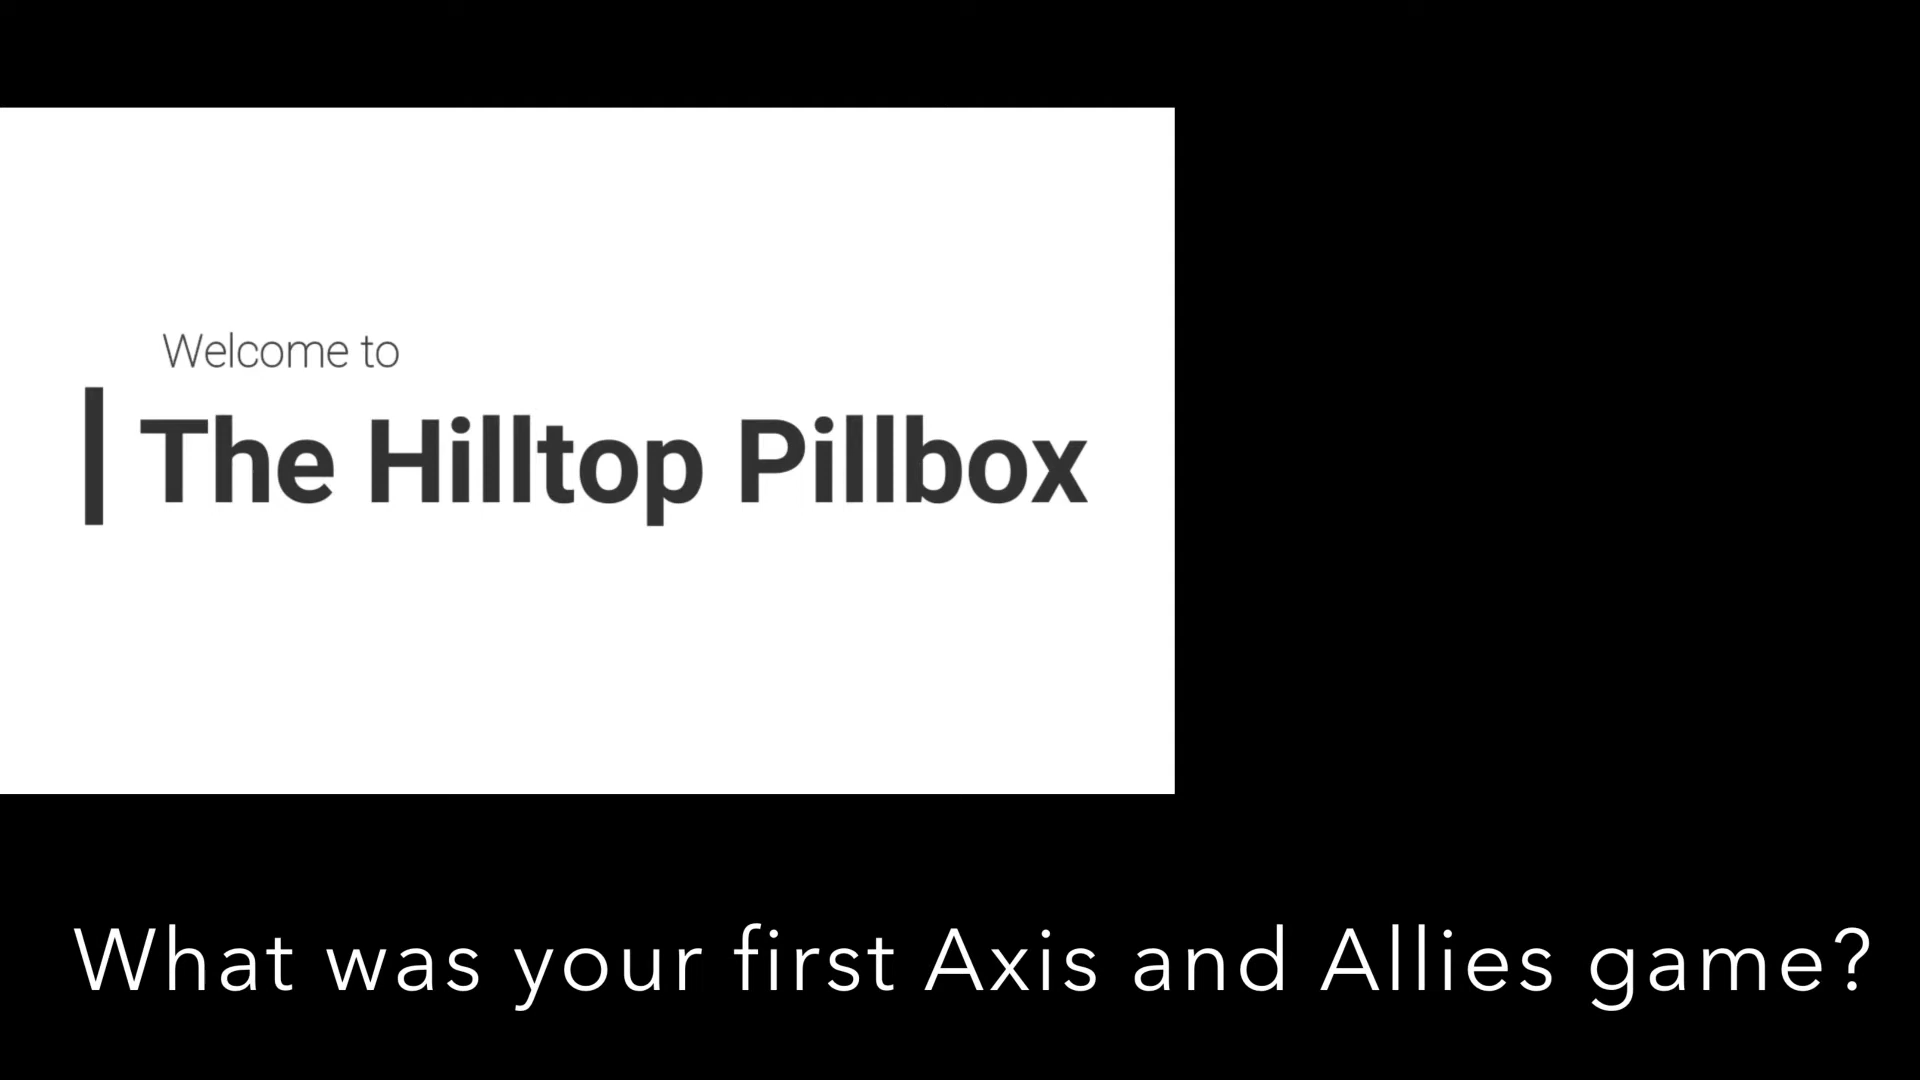 Welcome to
The Hilltop Pillbox
What was your first Axis and Allies game?